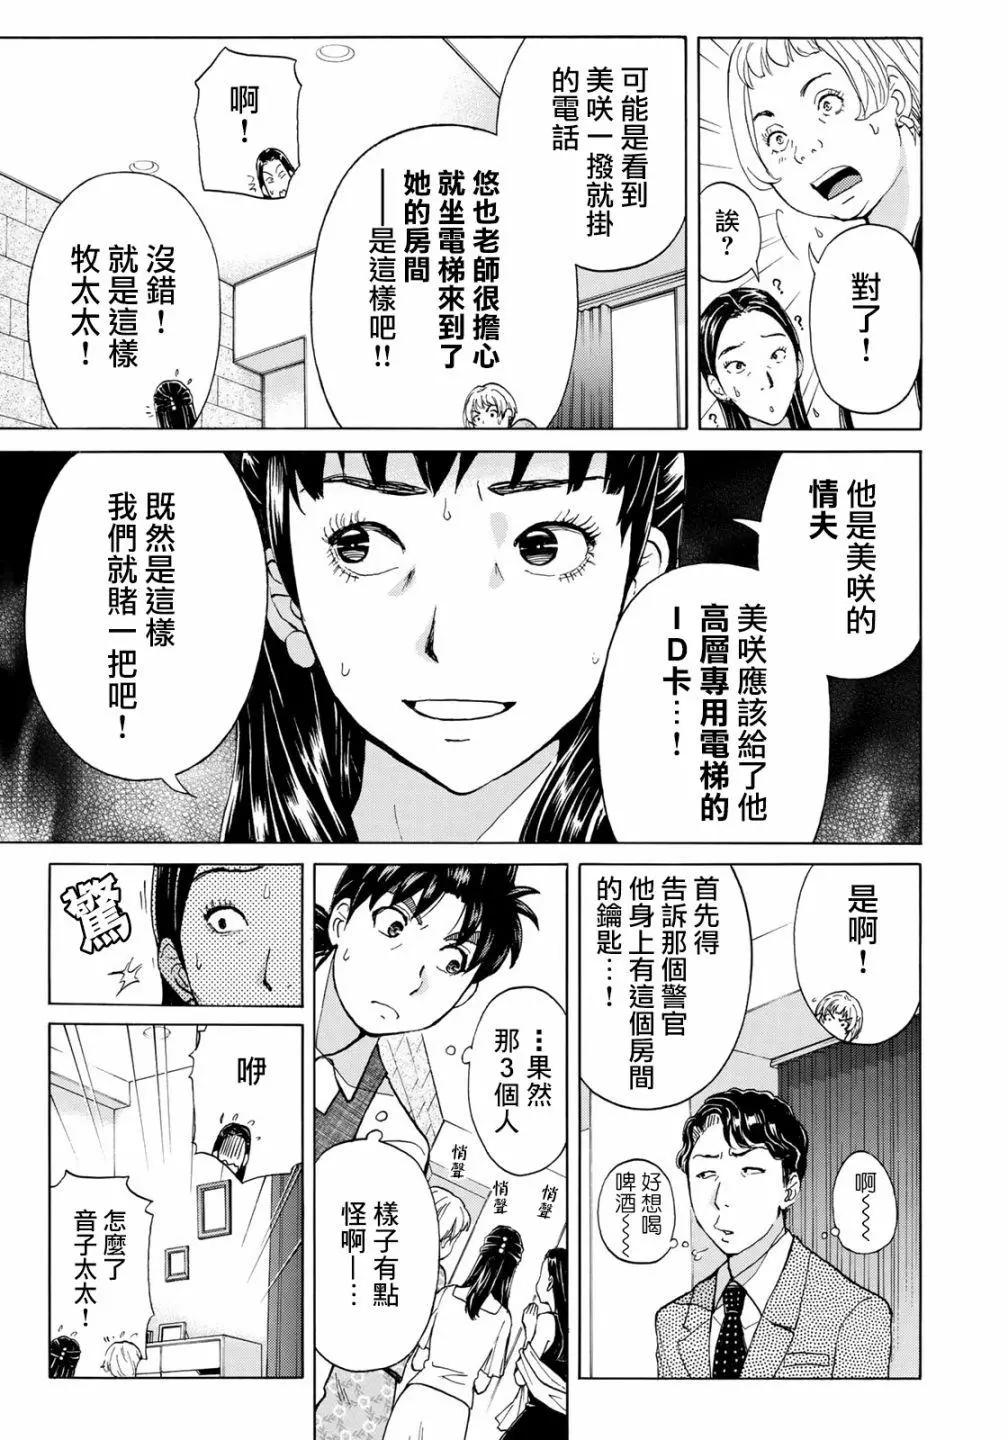 對了！
誒？
可能是看到
美咲一撥就掛
的電話
悠也老師很擔心
就坐電梯來到了
她的房間
——是這樣吧!!
啊！
沒錯！
就是這樣
牧太太！
他是美咲的
情夫
美咲應該給了他
高層專用電梯的
ID卡…！
既然是這樣
我們就賭一把吧！
是啊！
首先得
告訴那個警官
他身上有這個房間
的鑰匙…！
啊~~~
好想喝
啤酒~~~
…果然
那3個人
悄聲
悄聲
悄聲
樣子有點
怪啊ー…
驚
咿
怎麼了
音子太太！